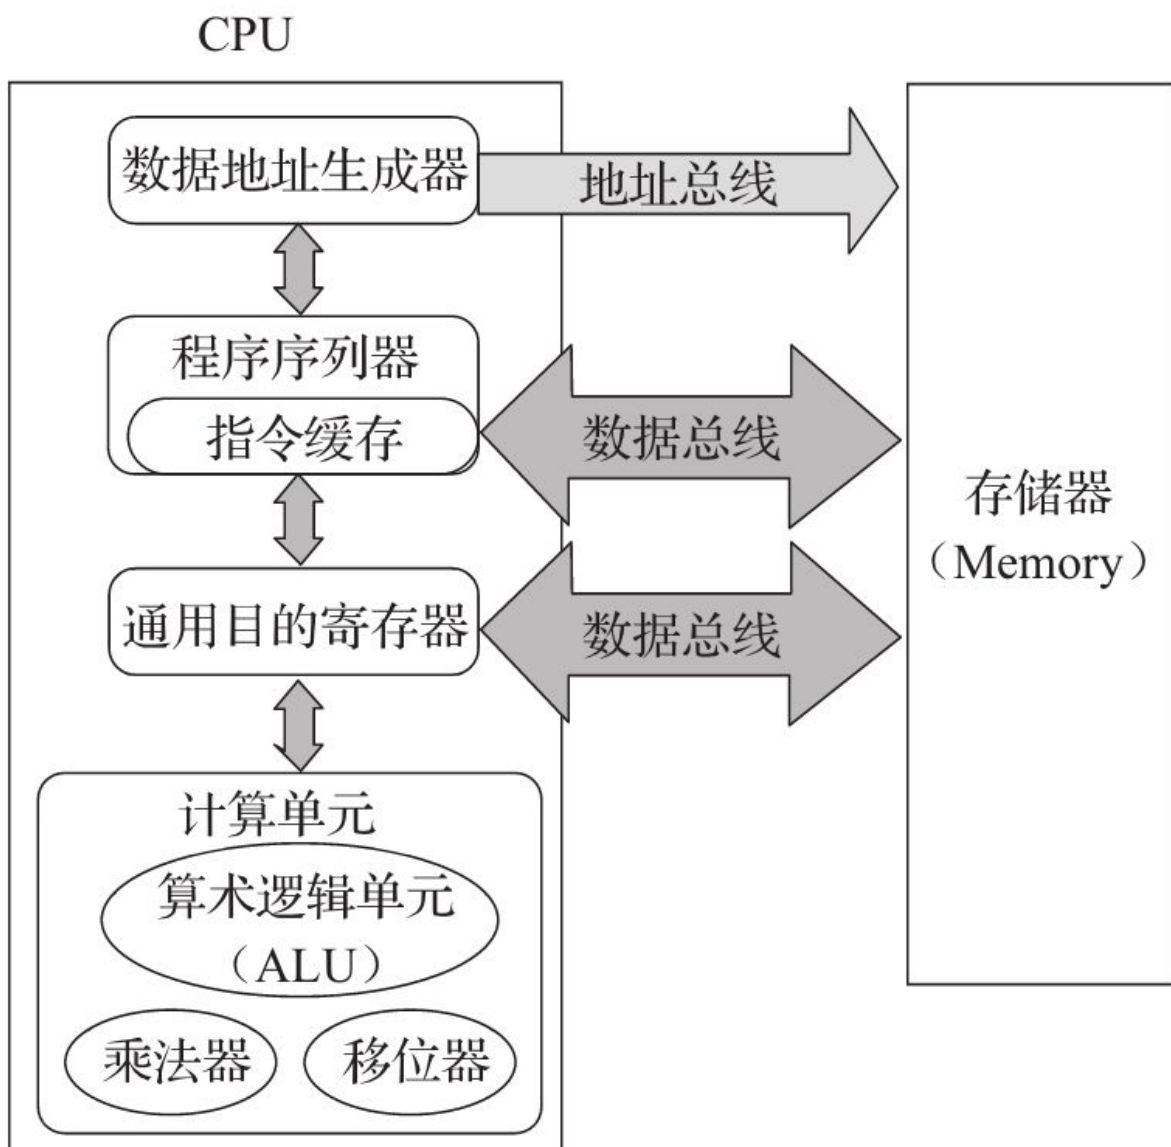 CPU
数据地址生成器
地址总线
程序序列器
指令缓存
数据总线
存储器
（Memory）
通用目的寄存器
数据总线
计算单元
算术逻辑单元
（ALU）
乘法器
移位器